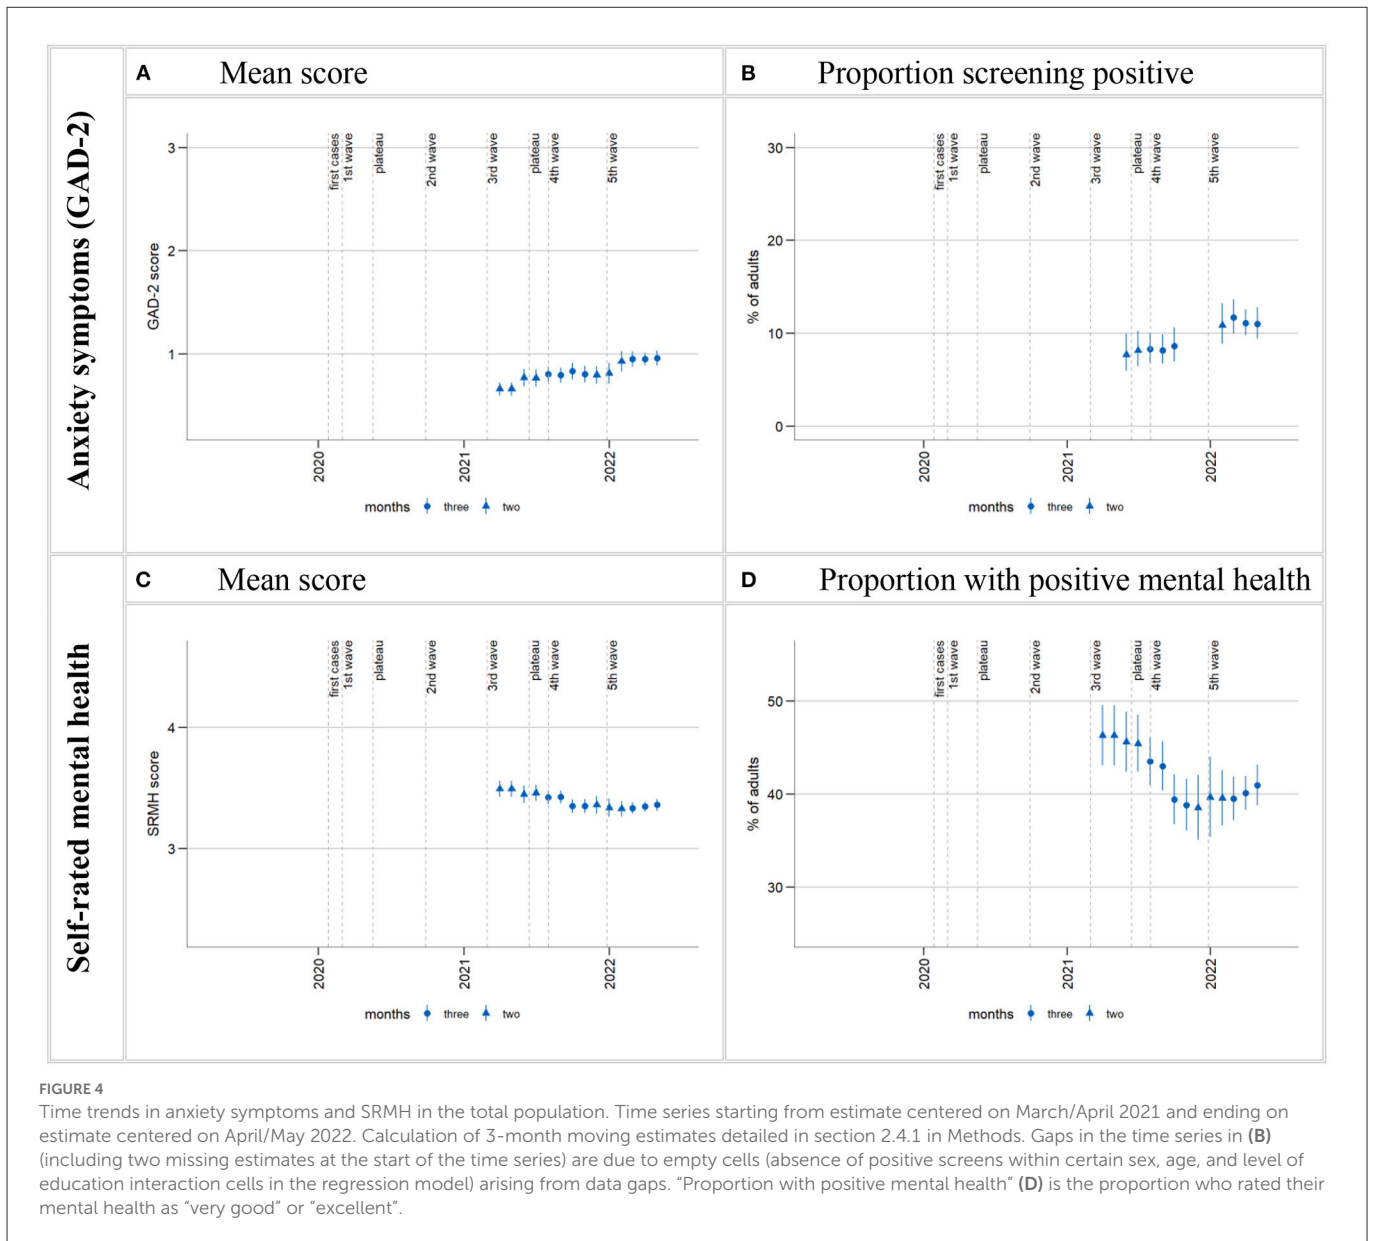 Anxiety symptoms (GAD-2)
A Mean score
first cases
1st wave
plateau
2nd wave
3rd wave
plateau
4th wave
5th wave
GAD-2 score
3
2
1
2020
2021
2022
months three two
B Proportion screening positive
first cases
1st wave
plateau
2nd wave
3rd wave
plateau
4th wave
5th wave
% of adults
30
20
10
0
2020
2021
2022
months three two
Self-rated mental health
C Mean score
first cases
1st wave
plateau
2nd wave
3rd wave
plateau
4th wave
5th wave
SRMH score
4
3
2020
2021
2022
months three two
D Proportion with positive mental health
first cases
1st wave
plateau
2nd wave
3rd wave
plateau
4th wave
5th wave
% of adults
50
40
30
2020
2021
2022
months three two
FIGURE 4
Time trends in anxiety symptoms and SRMH in the total population. Time series starting from estimate centered on March/April 2021 and ending on
estimate centered on April/May 2022. Calculation of 3-month moving estimates detailed in section 2.4.1 in Methods. Gaps in the time series in (B)
(including two missing estimates at the start of the time series) are due to empty cells (absence of positive screens within certain sex, age, and level of
education interaction cells in the regression model) arising from data gaps. “Proportion with positive mental health” (D) is the proportion who rated their
mental health as “very good” or “excellent”.